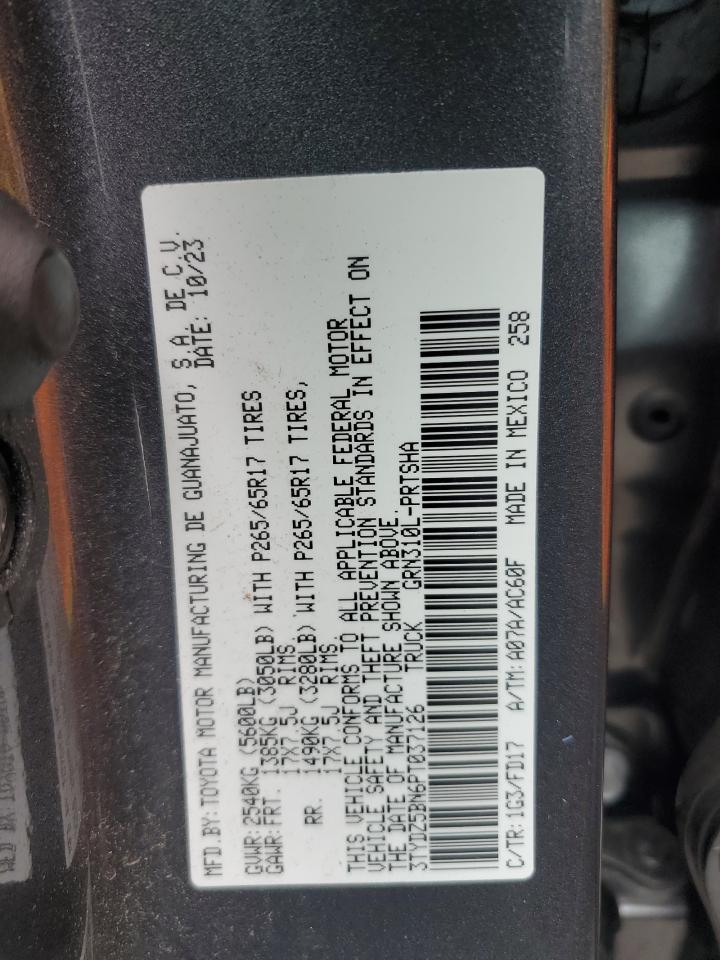 MFD.BY:TOYOTA MOTOR MANUFACTURING DE GUANAJUATO, S.A. DE C.V.
DATE: 10/23
GVWR:2540KG (5600LB)
GAWR:FRT. 1385KG (3050LB) WITH P265/65R17 TIRES
17X7.5J RIMS
RR. 1490KG (3280LB) WITH P265/65R17 TIRES,
17X7.5J RIMS
THIS VEHICLE CONFORMS TO ALL APPLICABLE FEDERAL MOTOR
VEHICLE SAFETY AND THEFT PREVENTION STANDARDS IN EFFECT ON
THE DATE OF MANUFACTURE SHOWN ABOVE.
3TYDZ5BN6PT037126 TRUCK GRN310L-PRTSHA
C/TR:1G3/FD17 A/TM:A07A/AC60F MADE IN MEXICO 258